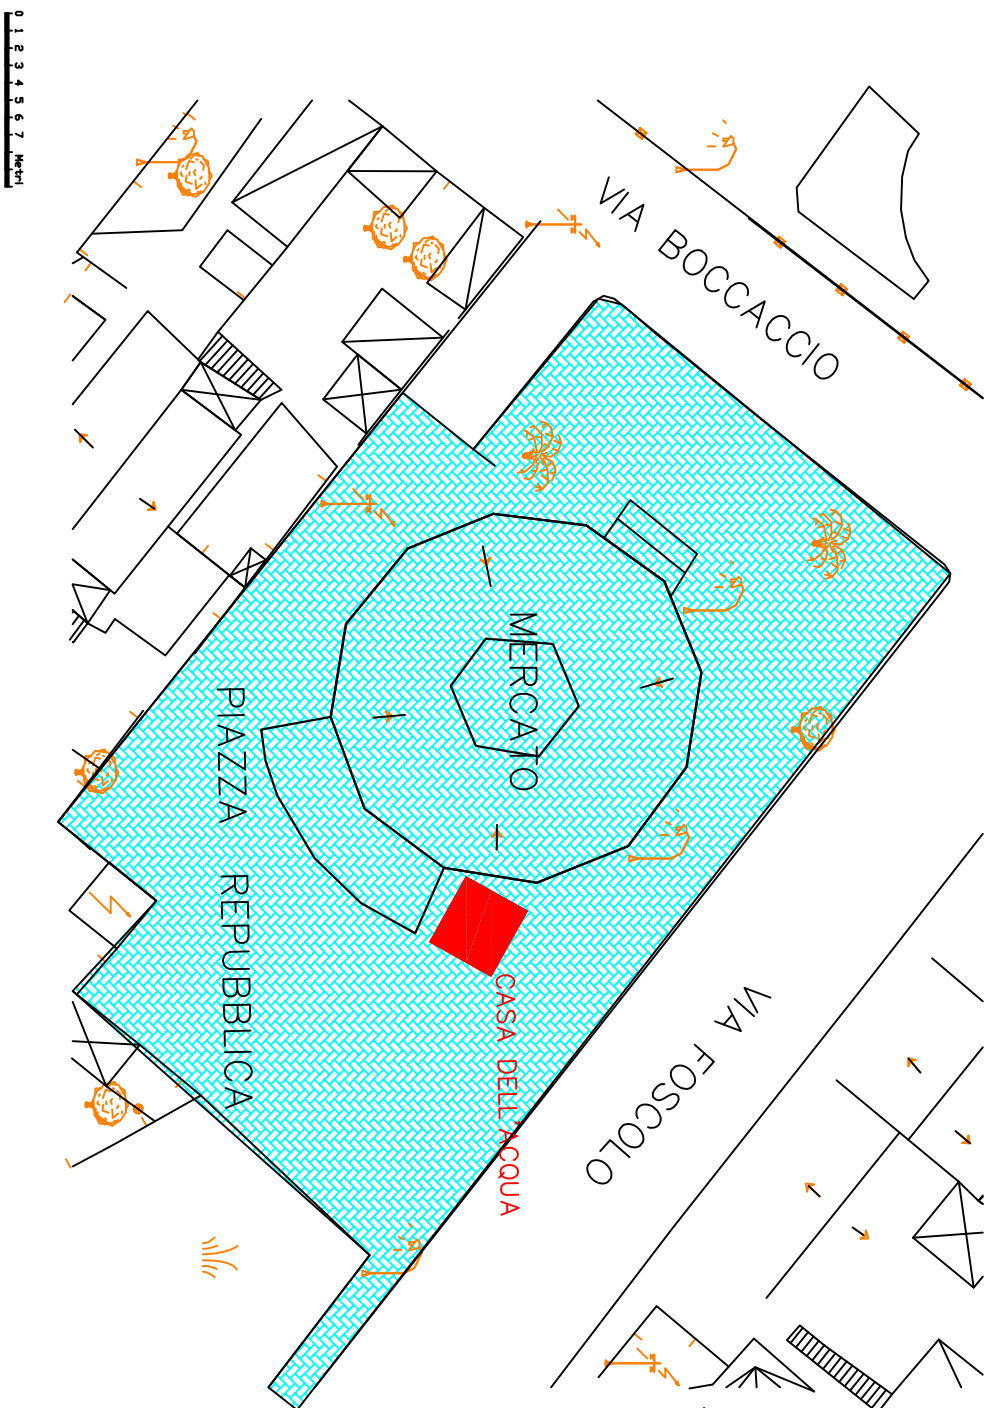 0 1 2 3 4 5 6 7 Metri
VIA BOCCACCIO
MERCATO
PIAZZA REPUBBLICA
CASA DELL'ACQUA
VIA FOSCOLO